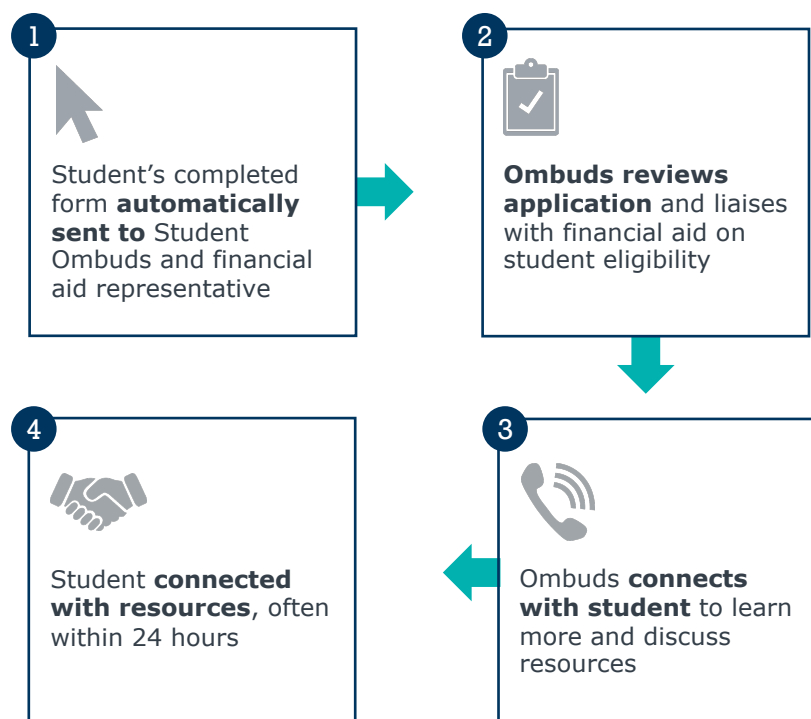 1
Student’s completed
form automatically
sent to Student
Ombuds and financial
aid representative
2
Ombuds reviews
application and liaises
with financial aid on
student eligibility
3
Ombuds connects
with student to learn
more and discuss
resources
4
Student connected
with resources, often
within 24 hours